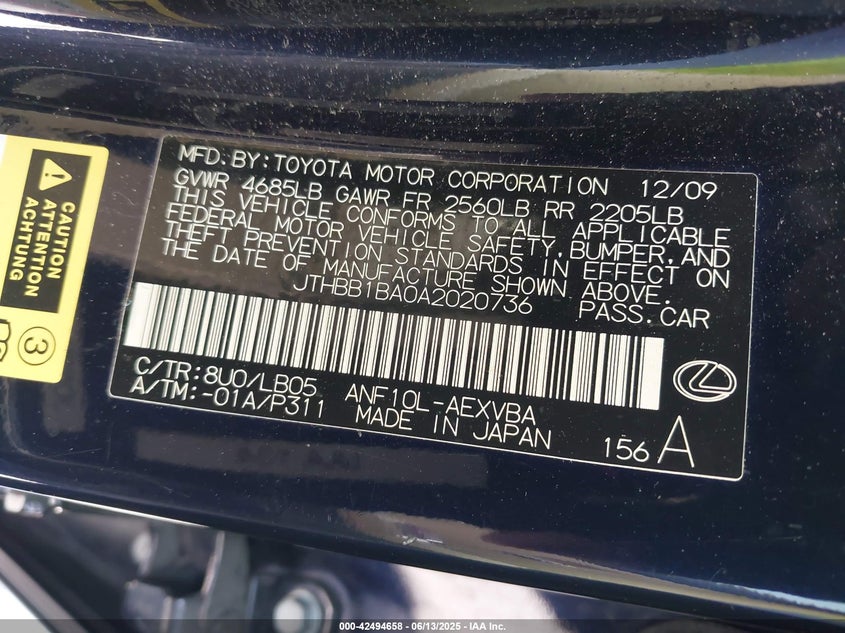 MFD.BY:TOYOTA MOTOR CORPORATION 12/09
GVWR 4685LB GAWR FR 2560LB RR 2205LB
THIS VEHICLE CONFORMS TO ALL APPLICABLE
FEDERAL MOTOR VEHICLE SAFETY,BUMPER,AND
THEFT PREVENTION STANDARDS IN EFFECT ON
THE DATE OF MANUFACTURE SHOWN ABOVE.
JTHBB1BA0A2020736 PASS.CAR
C/TR:8U0/LB05 ANF10L-AEXVBA
A/TM:-01A/P311 MADE IN JAPAN
156 A
CAUTION
ATTENTION
ACHTUNG
3
000-42494658 - 06/13/2025 - IAA Inc.